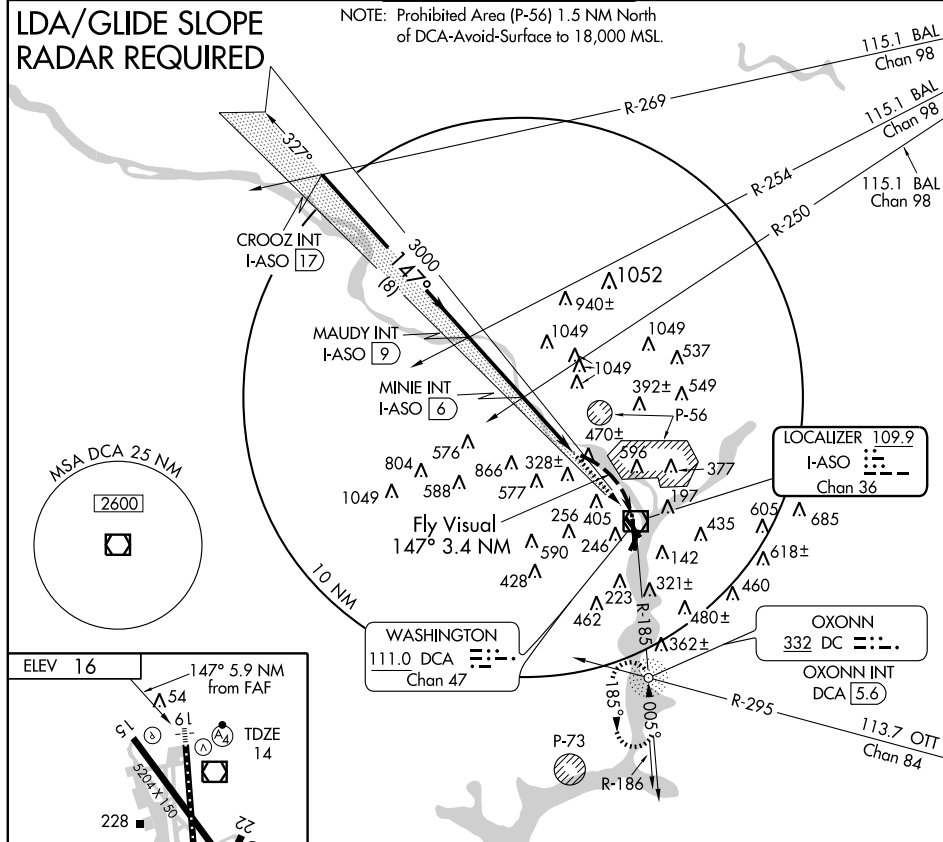 LDA/GLIDE SLOPE
RADAR REQUIRED
NOTE: Prohibited Area (P-56) 1.5 NM North
of DCA-Avoid-Surface to 18,000 MSL.
115.1 BAL
Chan 98
R-269
115.1 BAL
Chan 98
R-254
115.1 BAL
Chan 98
R-250
327°
CROOZ INT
I-ASO 17
3000
147°
(8)
1052
940±
MAUDY INT
I-ASO 9
1049
1049
537
1049
MINIE INT
I-ASO 6
392±
549
P-56
470±
596
377
LOCALIZER 109.9
I-ASO
Chan 36
576
804
866
328±
588
577
1049
197
MSA DCA 25 NM
2600
Fly Visual
147° 3.4 NM
256
405
435
605
685
590
246
142
618±
428
10 NM
223
321±
460
462
480±
R-185
362±
WASHINGTON
111.0 DCA
Chan 47
OXONN
332 DC
OXONN INT
DCA 5.6
R-295
113.7 OTT
Chan 84
185°
005°
P-73
R-186
ELEV 16
147° 5.9 NM
from FAF
54
19
15
P
V
A4
TDZE
14
5204 X 150
228
22